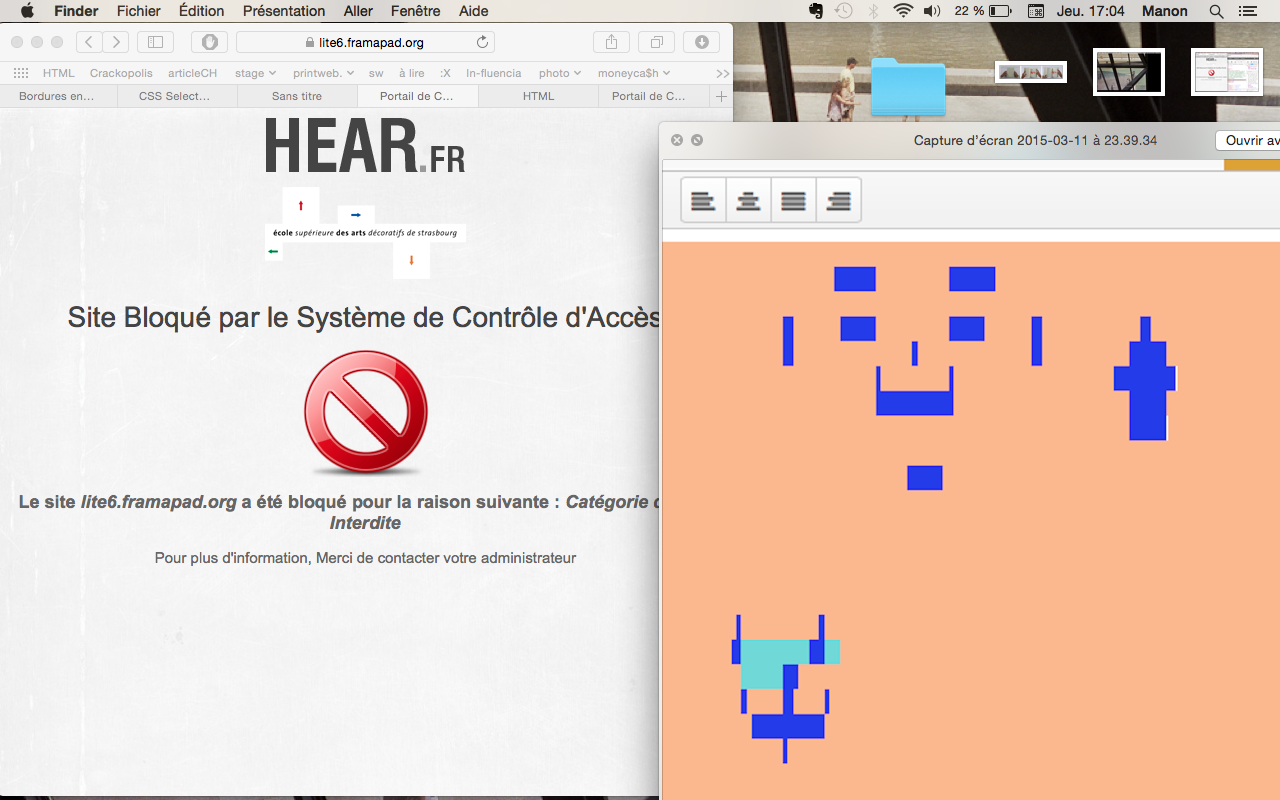 Finder Fichier Édition Présentation Aller Fenêtre Aide 22 % Jeu. 17:04 Manon
lite6.framapad.org
HTML Crackopolis articleCH stage printweb. sw à lire :X In-fluencia photo moneyca$h >>
Bordures en… CSS Select… Sans titre Portail de C… HTML Portail de C…
HEAR.FR
école supérieure des arts décoratifs de strasbourg
Site Bloqué par le Système de Contrôle d'Accès
Le site lite6.framapad.org a été bloqué pour la raison suivante : Catégorie
Interdite
Pour plus d'information, Merci de contacter votre administrateur
Capture d’écran 2015-03-11 à 23.39.34
Ouvrir av